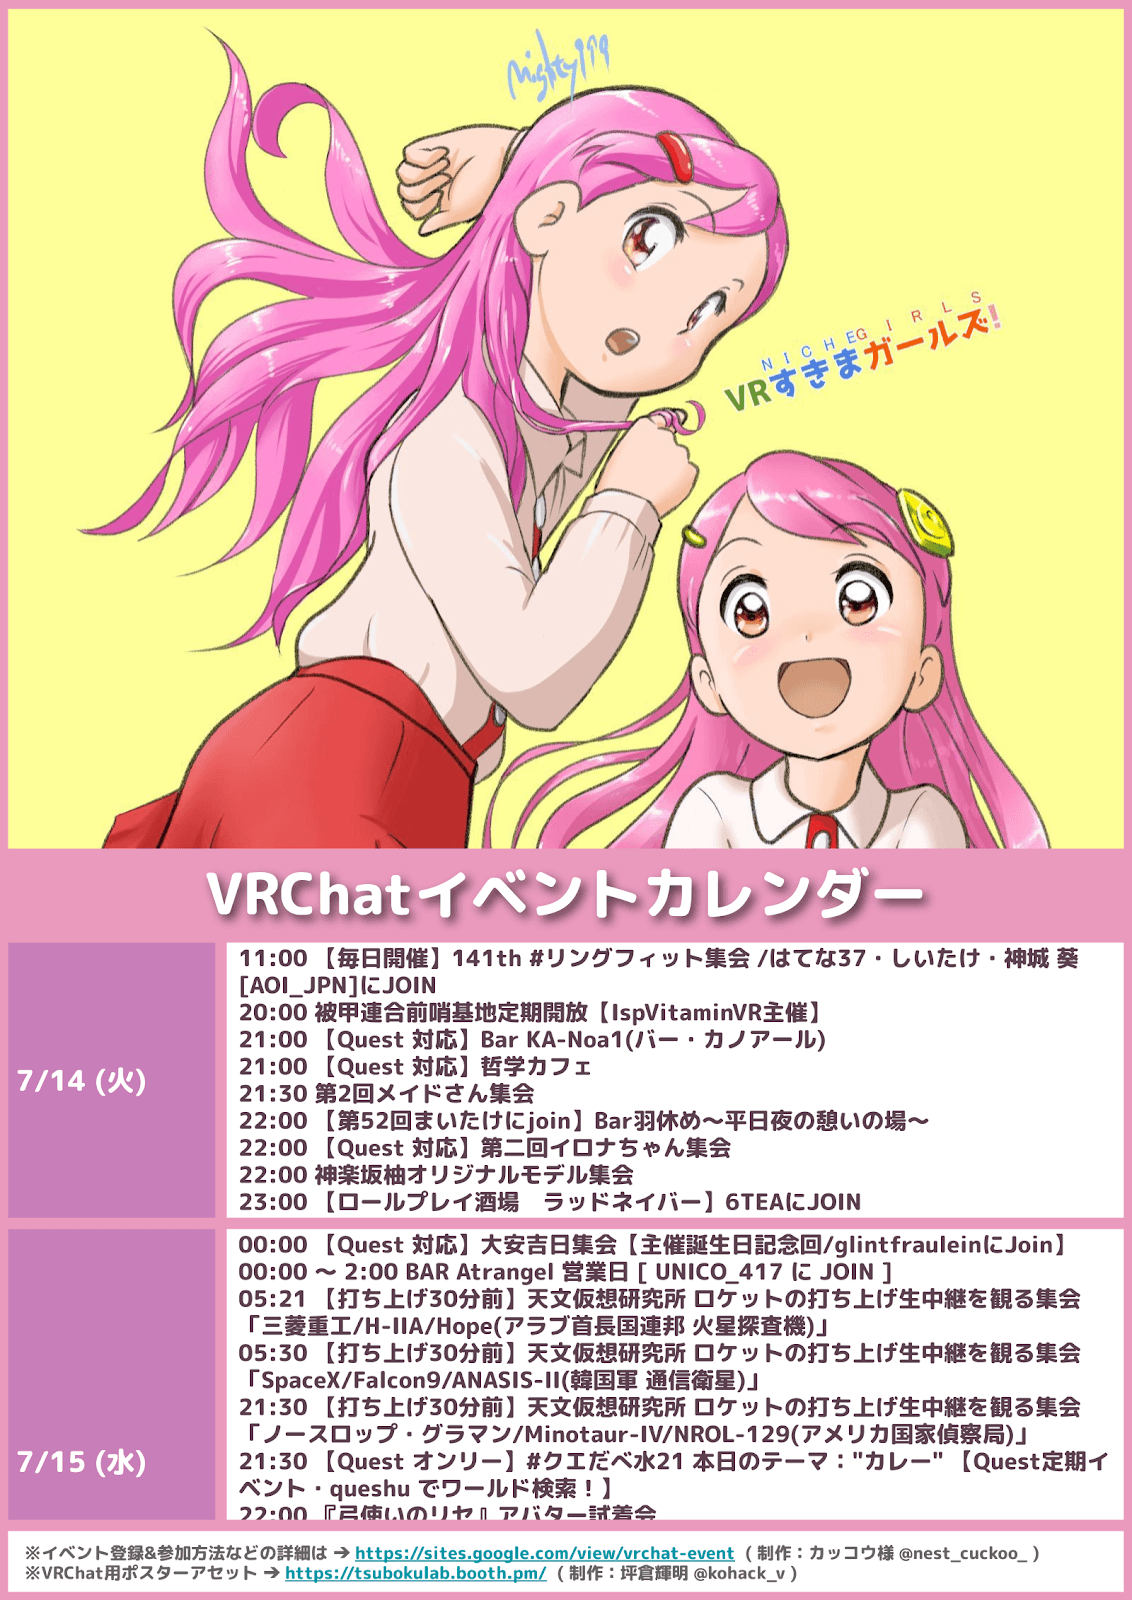 mighty119
NICHE GIRLS
VRすきまガールズ!
VRChatイベントカレンダー
7/14 (火)
11:00 【毎日開催】141th #リングフィット集会 /はてな37・しいたけ・神城 葵
[AOI_JPN]にJOIN
20:00 被甲連合前哨基地定期開放【IspVitaminVR主催】
21:00 【Quest 対応】Bar KA-Noa1(バー・カノアール)
21:00 【Quest 対応】哲学カフェ
21:30 第2回メイドさん集会
22:00 【第52回まいたけにjoin】Bar羽休め～平日夜の憩いの場～
22:00 【Quest 対応】第二回イロナちゃん集会
22:00 神楽坂柚オリジナルモデル集会
23:00 【ロールプレイ酒場　ラッドネイバー】6TEAにJOIN
7/15 (水)
00:00 【Quest 対応】大安吉日集会【主催誕生日記念回/glintfrauleinにJoin】
00:00 ～ 2:00 BAR Atrangel 営業日 [ UNICO_417 に JOIN ]
05:21 【打ち上げ30分前】天文仮想研究所 ロケットの打ち上げ生中継を観る集会
「三菱重工/H-IIA/Hope(アラブ首長国連邦 火星探査機)」
05:30 【打ち上げ30分前】天文仮想研究所 ロケットの打ち上げ生中継を観る集会
「SpaceX/Falcon9/ANASIS-II(韓国軍 通信衛星)」
21:30 【打ち上げ30分前】天文仮想研究所 ロケットの打ち上げ生中継を観る集会
「ノースロップ・グラマン/Minotaur-IV/NROL-129(アメリカ国家偵察局)」
21:30 【Quest オンリー】#クエだべ水21 本日のテーマ："カレー" 【Quest定期イ
ベント・queshu でワールド検索！】
22:00 『弓使いのリセ』アバター試着会
※イベント登録&参加方法などの詳細は ➔ https://sites.google.com/view/vrchat-event ( 制作：カッコウ様 @nest_cuckoo_ )
※VRChat用ポスターアセット ➔ https://tsubokulab.booth.pm/ ( 制作：坪倉輝明 @kohack_v )